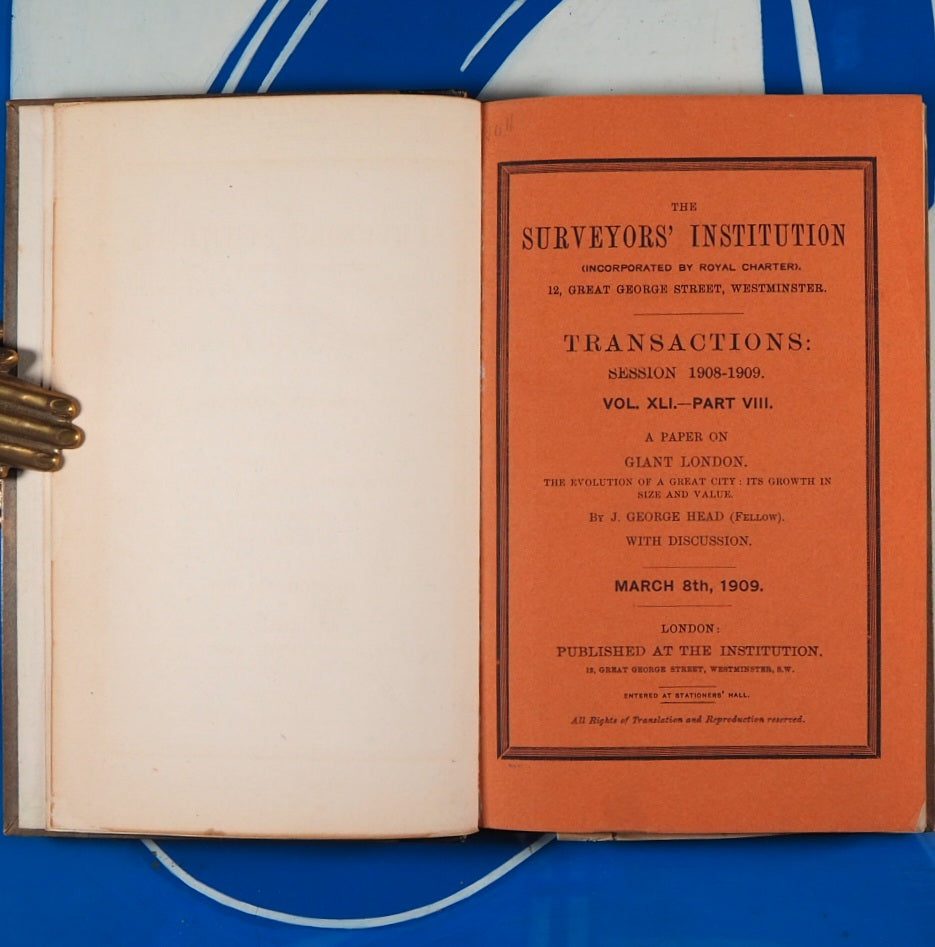 THE
SURVEYORS' INSTITUTION
(INCORPORATED BY ROYAL CHARTER).
12, GREAT GEORGE STREET, WESTMINSTER.
TRANSACTIONS:
SESSION 1908-1909.
VOL. XLI.—PART VIII.
A PAPER ON
GIANT LONDON.
THE EVOLUTION OF A GREAT CITY: ITS GROWTH IN
SIZE AND VALUE.
By J. GEORGE HEAD (Fellow).
WITH DISCUSSION.
MARCH 8th, 1909.
LONDON:
PUBLISHED AT THE INSTITUTION,
12, GREAT GEORGE STREET, WESTMINSTER, S.W.
ENTERED AT STATIONERS' HALL.
All Rights of Translation and Reproduction reserved.